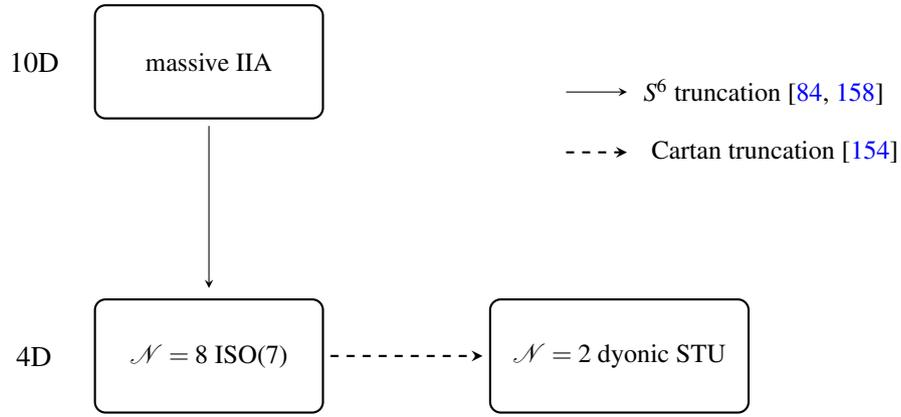 10D
massive IIA
S⁶ truncation [84, 158]
Cartan truncation [154]
4D
𝒩 = 8 ISO(7)
𝒩 = 2 dyonic STU